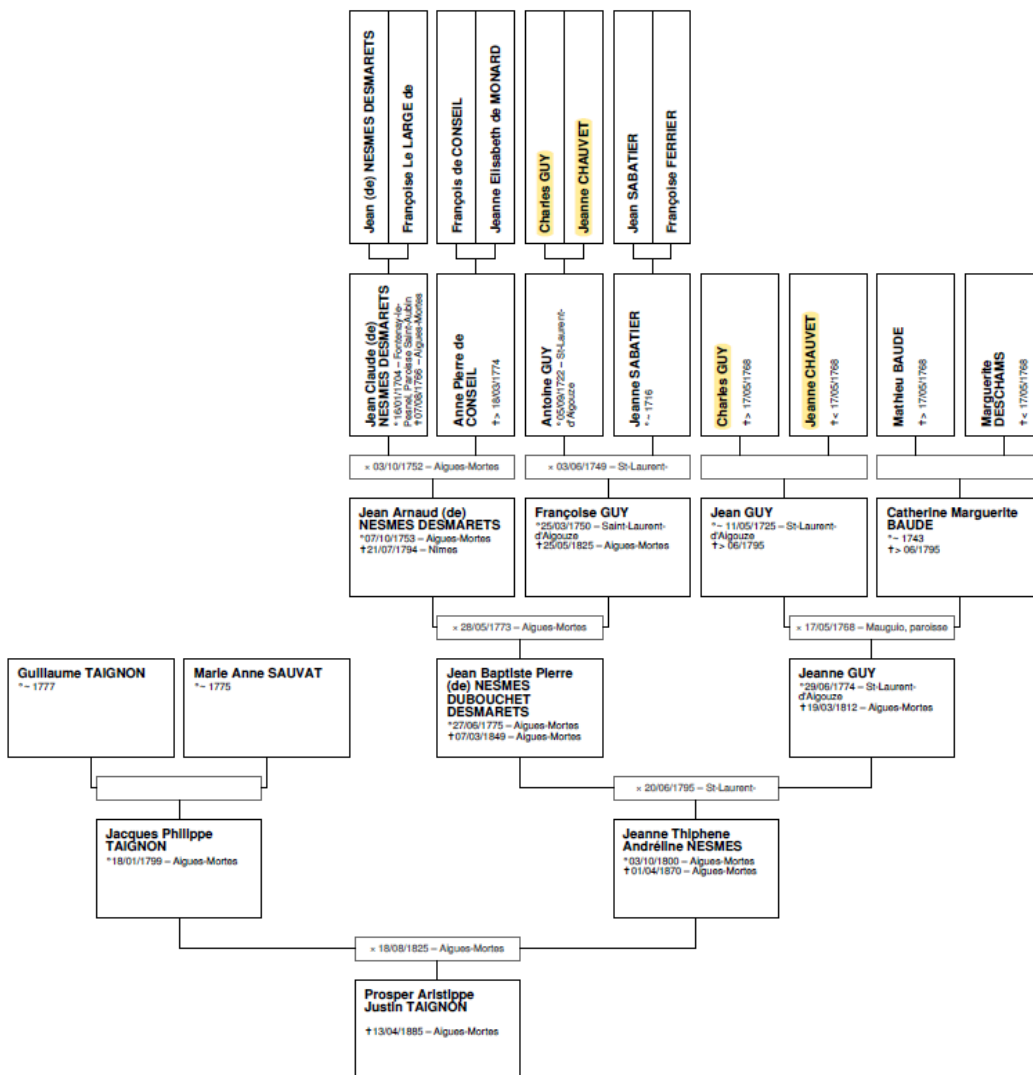 Jean (de) NESMES DESMARETS
Françoise Le LARGE de
François de CONSEIL
Jeanne Elisabeth de MONARD
Charles GUY
Jeanne CHAUVET
Jean SABATIER
Françoise FERRIER
Jean Claude (de)
NESMES DESMARETS
*16/01/1704 – Fontenay-le-
Pesnel, Paroisse Saint-Aubin
†07/08/1766 – Aigues-Mortes
Anne Pierre de
CONSEIL
†> 18/03/1774
Antoine GUY
*05/09/1722 – St-Laurent-
d'Aigouze
Jeanne SABATIER
*~ 1716
Charles GUY
†> 17/05/1768
Jeanne CHAUVET
†< 17/05/1768
Mathieu BAUDE
†> 17/05/1768
Marguerite
DESCHAMS
†< 17/05/1768
× 03/10/1752 – Aigues-Mortes
× 03/06/1749 – St-Laurent-
Jean Arnaud (de)
NESMES DESMARETS
*07/10/1753 – Aigues-Mortes
†21/07/1794 – Nîmes
Françoise GUY
*25/03/1750 – Saint-Laurent-
d'Aigouze
†25/05/1825 – Aigues-Mortes
Jean GUY
*~ 11/05/1725 – St-Laurent-
d'Aigouze
†> 06/1795
Catherine Marguerite
BAUDE
*~ 1743
†> 06/1795
× 28/05/1773 – Aigues-Mortes
× 17/05/1768 – Mauguio, paroisse
Guillaume TAIGNON
*~ 1777
Marie Anne SAUVAT
*~ 1775
Jean Baptiste Pierre
(de) NESMES
DUBOUCHET
DESMARETS
*27/06/1775 – Aigues-Mortes
†07/03/1849 – Aigues-Mortes
Jeanne GUY
*29/06/1774 – St-Laurent-
d'Aigouze
†19/03/1812 – Aigues-Mortes
× 20/06/1795 – St-Laurent-
Jacques Philippe
TAIGNON
*18/01/1799 – Aigues-Mortes
Jeanne Thiphene
Andréline NESMES
*03/10/1800 – Aigues-Mortes
†01/04/1870 – Aigues-Mortes
× 18/08/1825 – Aigues-Mortes
Prosper Aristippe
Justin TAIGNON
†13/04/1885 – Aigues-Mortes